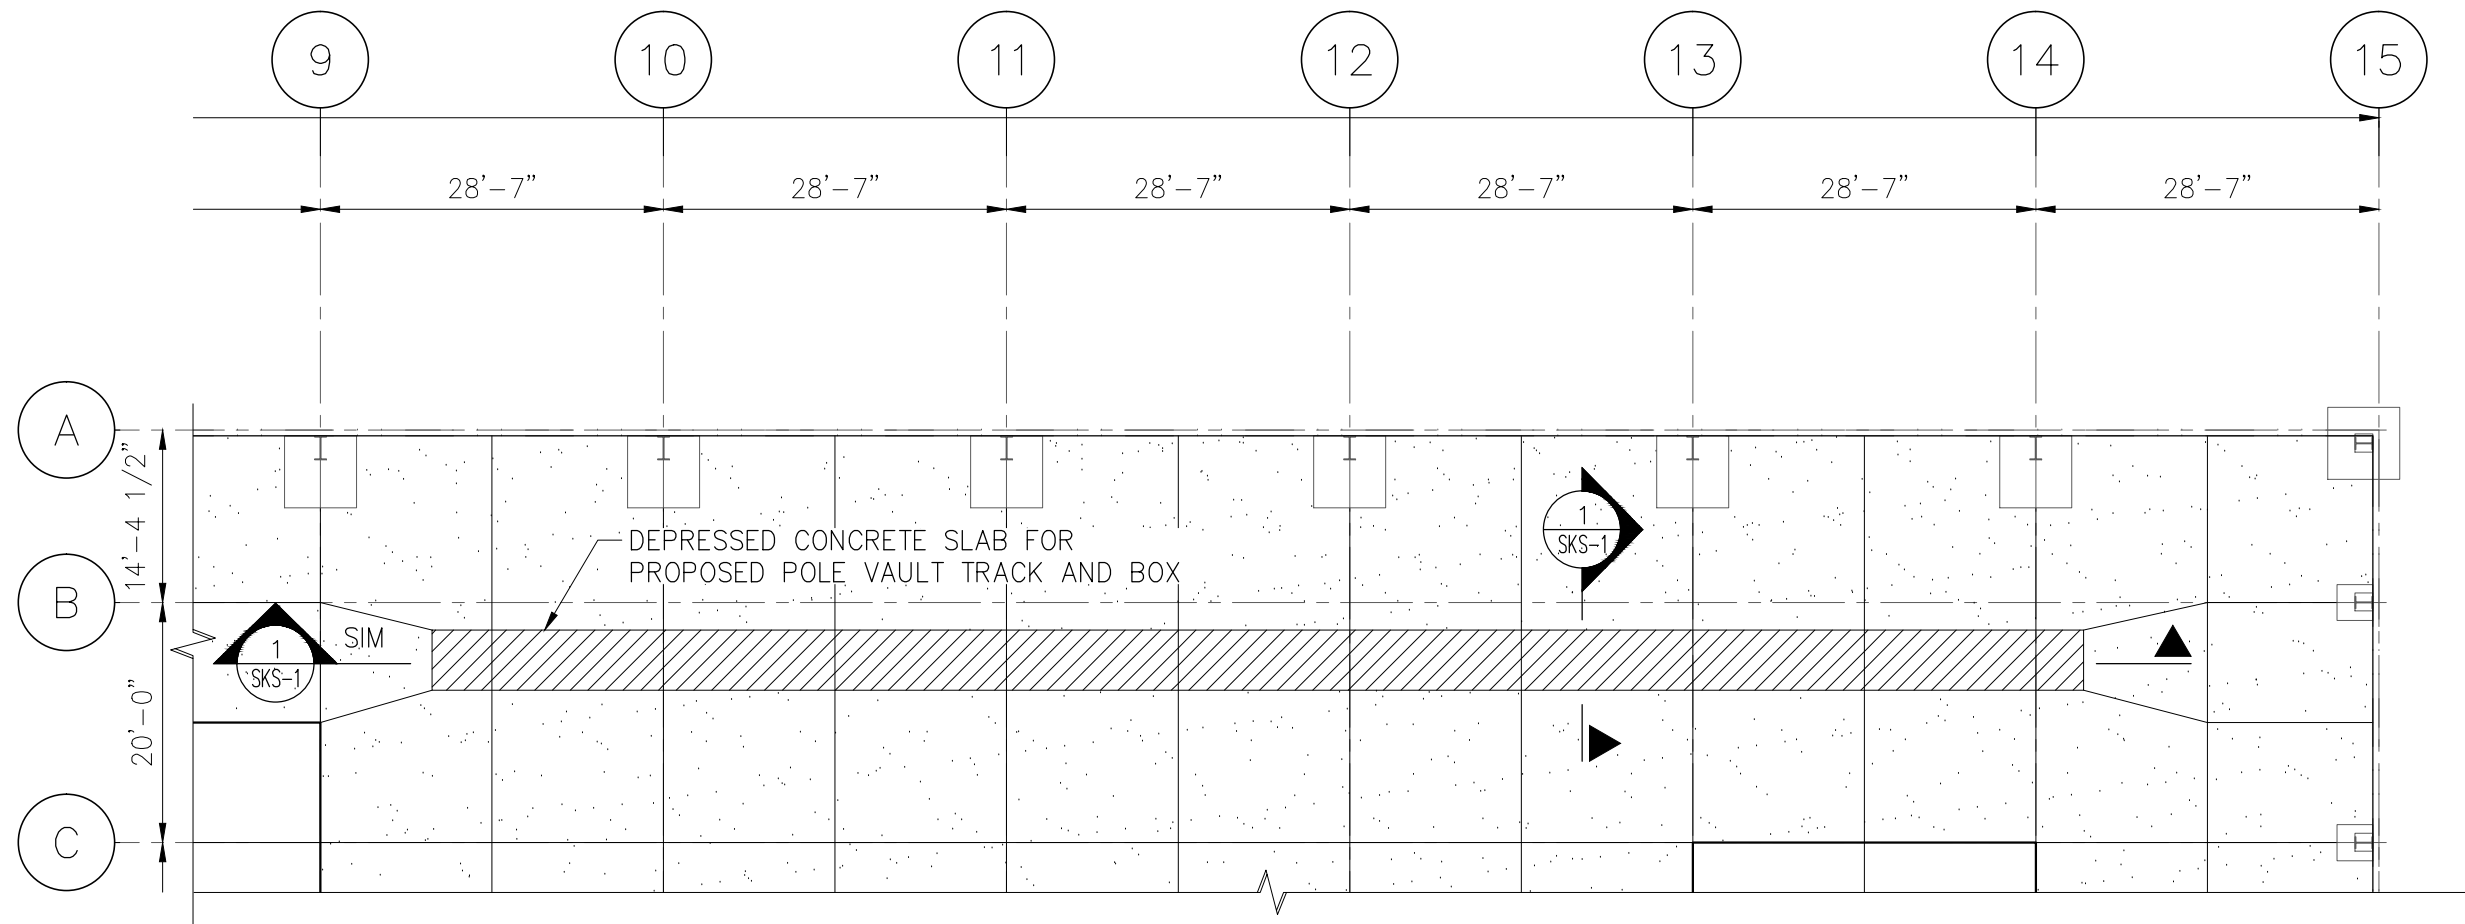 9 10 11 12 13 14 15
28'-7" 28'-7" 28'-7" 28'-7" 28'-7" 28'-7"
A
14'-4 1/2"
DEPRESSED CONCRETE SLAB FOR
PROPOSED POLE VAULT TRACK AND BOX
1
SKS-1
B
1
SKS-1
SIM
20'-0"
C